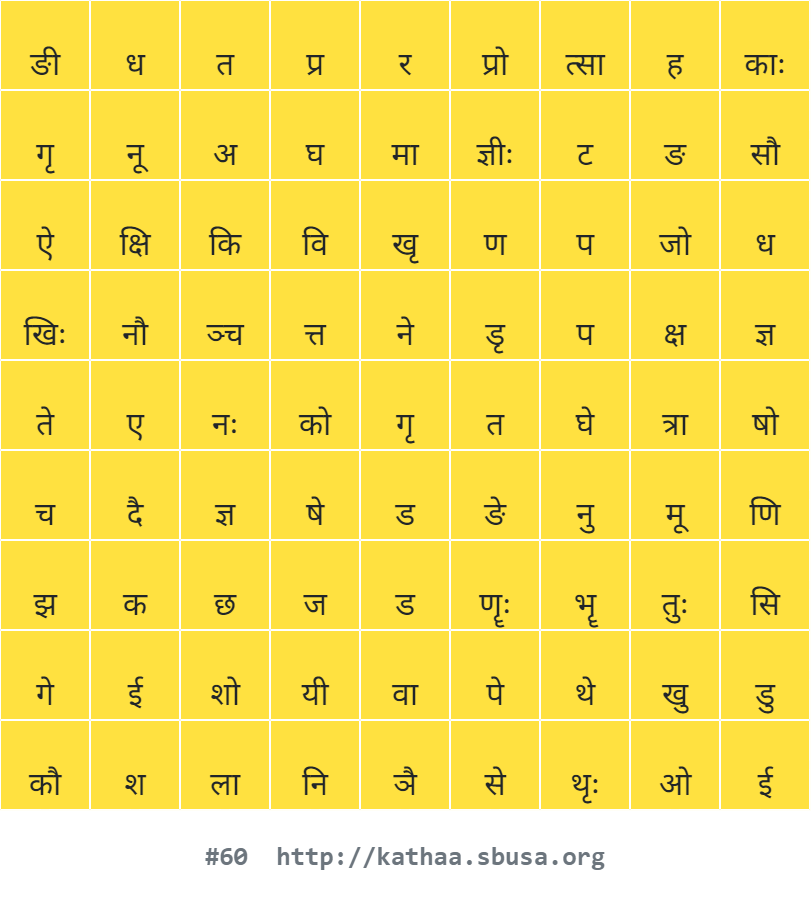 ङी ध त प्र र प्रो त्सा ह काः
गृ नू अ घ मा ज्ञीः ट ङ सौ
ऐ क्षि कि वि खृ ण प जो ध
खिः नौ ञ्च त्त ने डृ प क्ष ज्ञ
ते ए नः को गृ त घे त्रा षो
च दै ज्ञ षे ड ङे नु मू णि
झ क छ ज ड णॄः भॄ तुः सि
गे ई शो यी वा पे थे खु डु
कौ श ला नि ञै से थृः ओ ई
#60 http://kathaa.sbusa.org